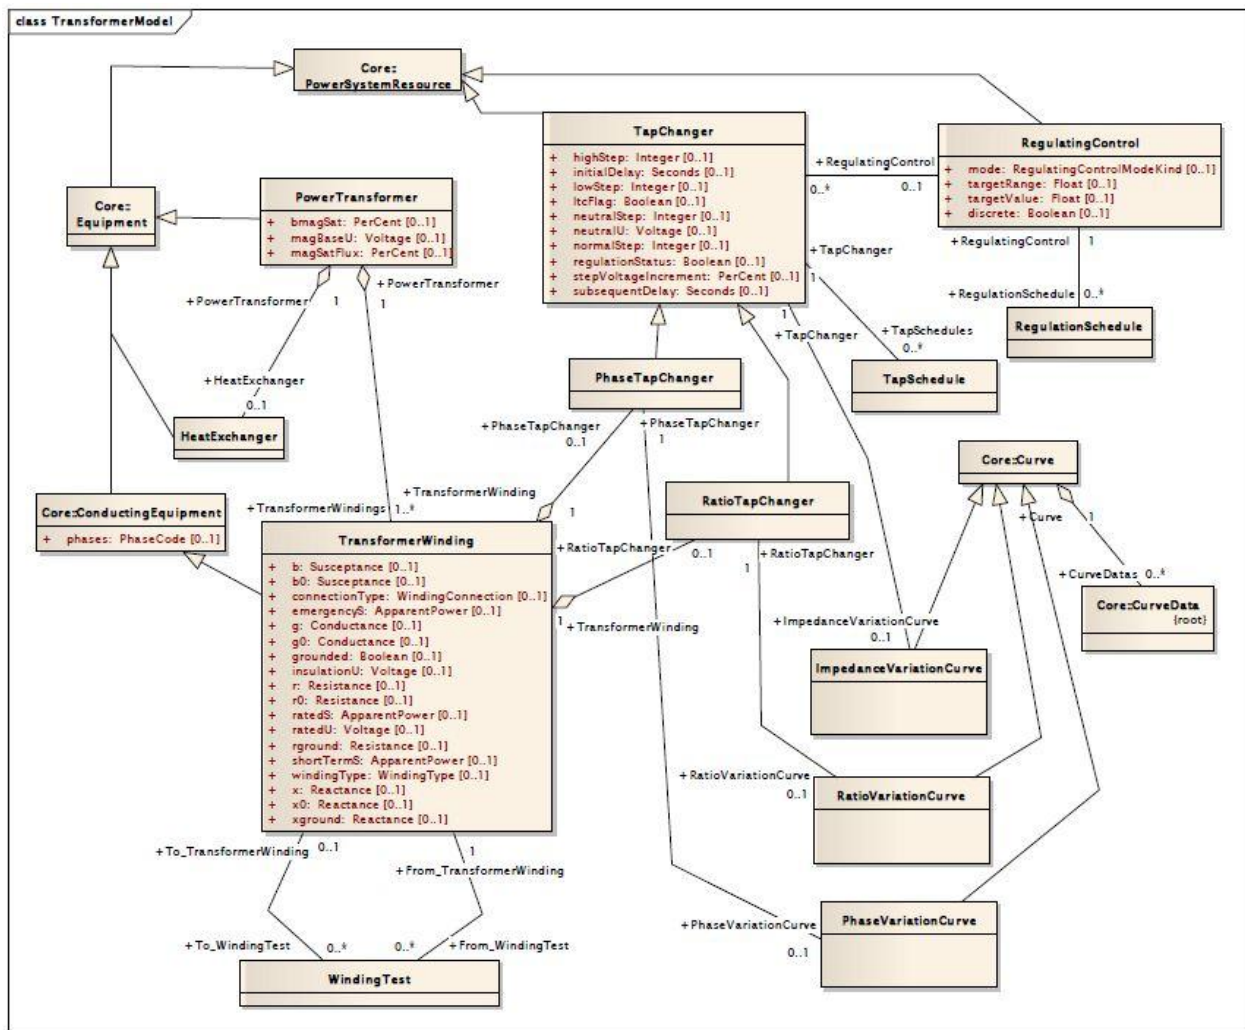 class TransformerModel
Core::
PowerSystemResource
TapChanger
+ highStep: Integer [0..1]
+ initialDelay: Seconds [0..1]
+ lowStep: Integer [0..1]
+ ltcFlag: Boolean [0..1]
+ neutralStep: Integer [0..1]
+ neutralU: Voltage [0..1]
+ normalStep: Integer [0..1]
+ regulationStatus: Boolean [0..1]
+ stepVoltageIncrement: PerCent [0..1]
+ subsequentDelay: Seconds [0..1]
RegulatingControl
+ mode: RegulatingControlModeKind [0..1]
+ targetRange: Float [0..1]
+ targetValue: Float [0..1]
+ discrete: Boolean [0..1]
+RegulatingControl
0..*
0..1
Core::
Equipment
PowerTransformer
+ bmagSat: PerCent [0..1]
+ magBaseU: Voltage [0..1]
+ magSatFlux: PerCent [0..1]
+TapChanger
1
+RegulatingControl
1
+PowerTransformer
1
+PowerTransformer
1
+RegulationSchedule
0..*
RegulationSchedule
1
+TapChanger
+TapSchedules
0..*
TapSchedule
PhaseTapChanger
+HeatExchanger
0..1
HeatExchanger
+PhaseTapChanger
0..1
+PhaseTapChanger
1
Core::Curve
Core::ConductingEquipment
+ phases: PhaseCode [0..1]
+TransformerWindings
1..*
+TransformerWinding
1
RatioTapChanger
+Curve
1
TransformerWinding
+ b: Susceptance [0..1]
+ b0: Susceptance [0..1]
+ connectionType: WindingConnection [0..1]
+ emergencyS: ApparentPower [0..1]
+ g: Conductance [0..1]
+ g0: Conductance [0..1]
+ grounded: Boolean [0..1]
+ insulationU: Voltage [0..1]
+ r: Resistance [0..1]
+ r0: Resistance [0..1]
+ ratedS: ApparentPower [0..1]
+ ratedU: Voltage [0..1]
+ rground: Resistance [0..1]
+ shortTermS: ApparentPower [0..1]
+ windingType: WindingType [0..1]
+ x: Reactance [0..1]
+ x0: Reactance [0..1]
+ xground: Reactance [0..1]
+RatioTapChanger
0..1
+RatioTapChanger
1
+CurveDatas
0..*
Core::CurveData
{root}
1
+TransformerWinding
+ImpedanceVariationCurve
0..1
ImpedanceVariationCurve
+RatioVariationCurve
0..1
RatioVariationCurve
+To_TransformerWinding
0..1
1
+From_TransformerWinding
+PhaseVariationCurve
0..1
PhaseVariationCurve
+To_WindingTest
0..*
0..*
+From_WindingTest
WindingTest